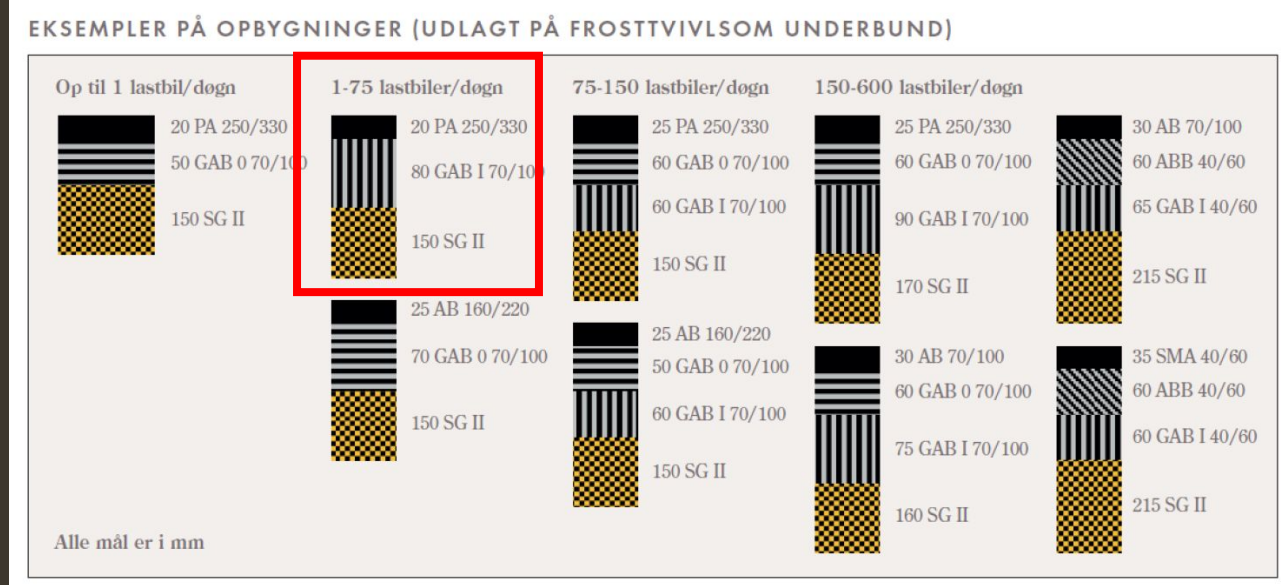 EKSEMPLER PÅ OPBYGNINGER (UDLAGT PÅ FROSTTVIVLSOM UNDERBUND)
Op til 1 lastbil/døgn
20 PA 250/330
50 GAB 0 70/100
150 SG II
1-75 lastbiler/døgn
20 PA 250/330
80 GAB I 70/100
150 SG II
25 AB 160/220
70 GAB 0 70/100
150 SG II
75-150 lastbiler/døgn
25 PA 250/330
60 GAB 0 70/100
60 GAB I 70/100
150 SG II
25 AB 160/220
50 GAB 0 70/100
60 GAB I 70/100
150 SG II
150-600 lastbiler/døgn
25 PA 250/330
60 GAB 0 70/100
90 GAB I 70/100
170 SG II
30 AB 70/100
60 GAB 0 70/100
75 GAB I 70/100
160 SG II
30 AB 70/100
60 ABB 40/60
65 GAB I 40/60
215 SG II
35 SMA 40/60
60 ABB 40/60
60 GAB I 40/60
215 SG II
Alle mål er i mm